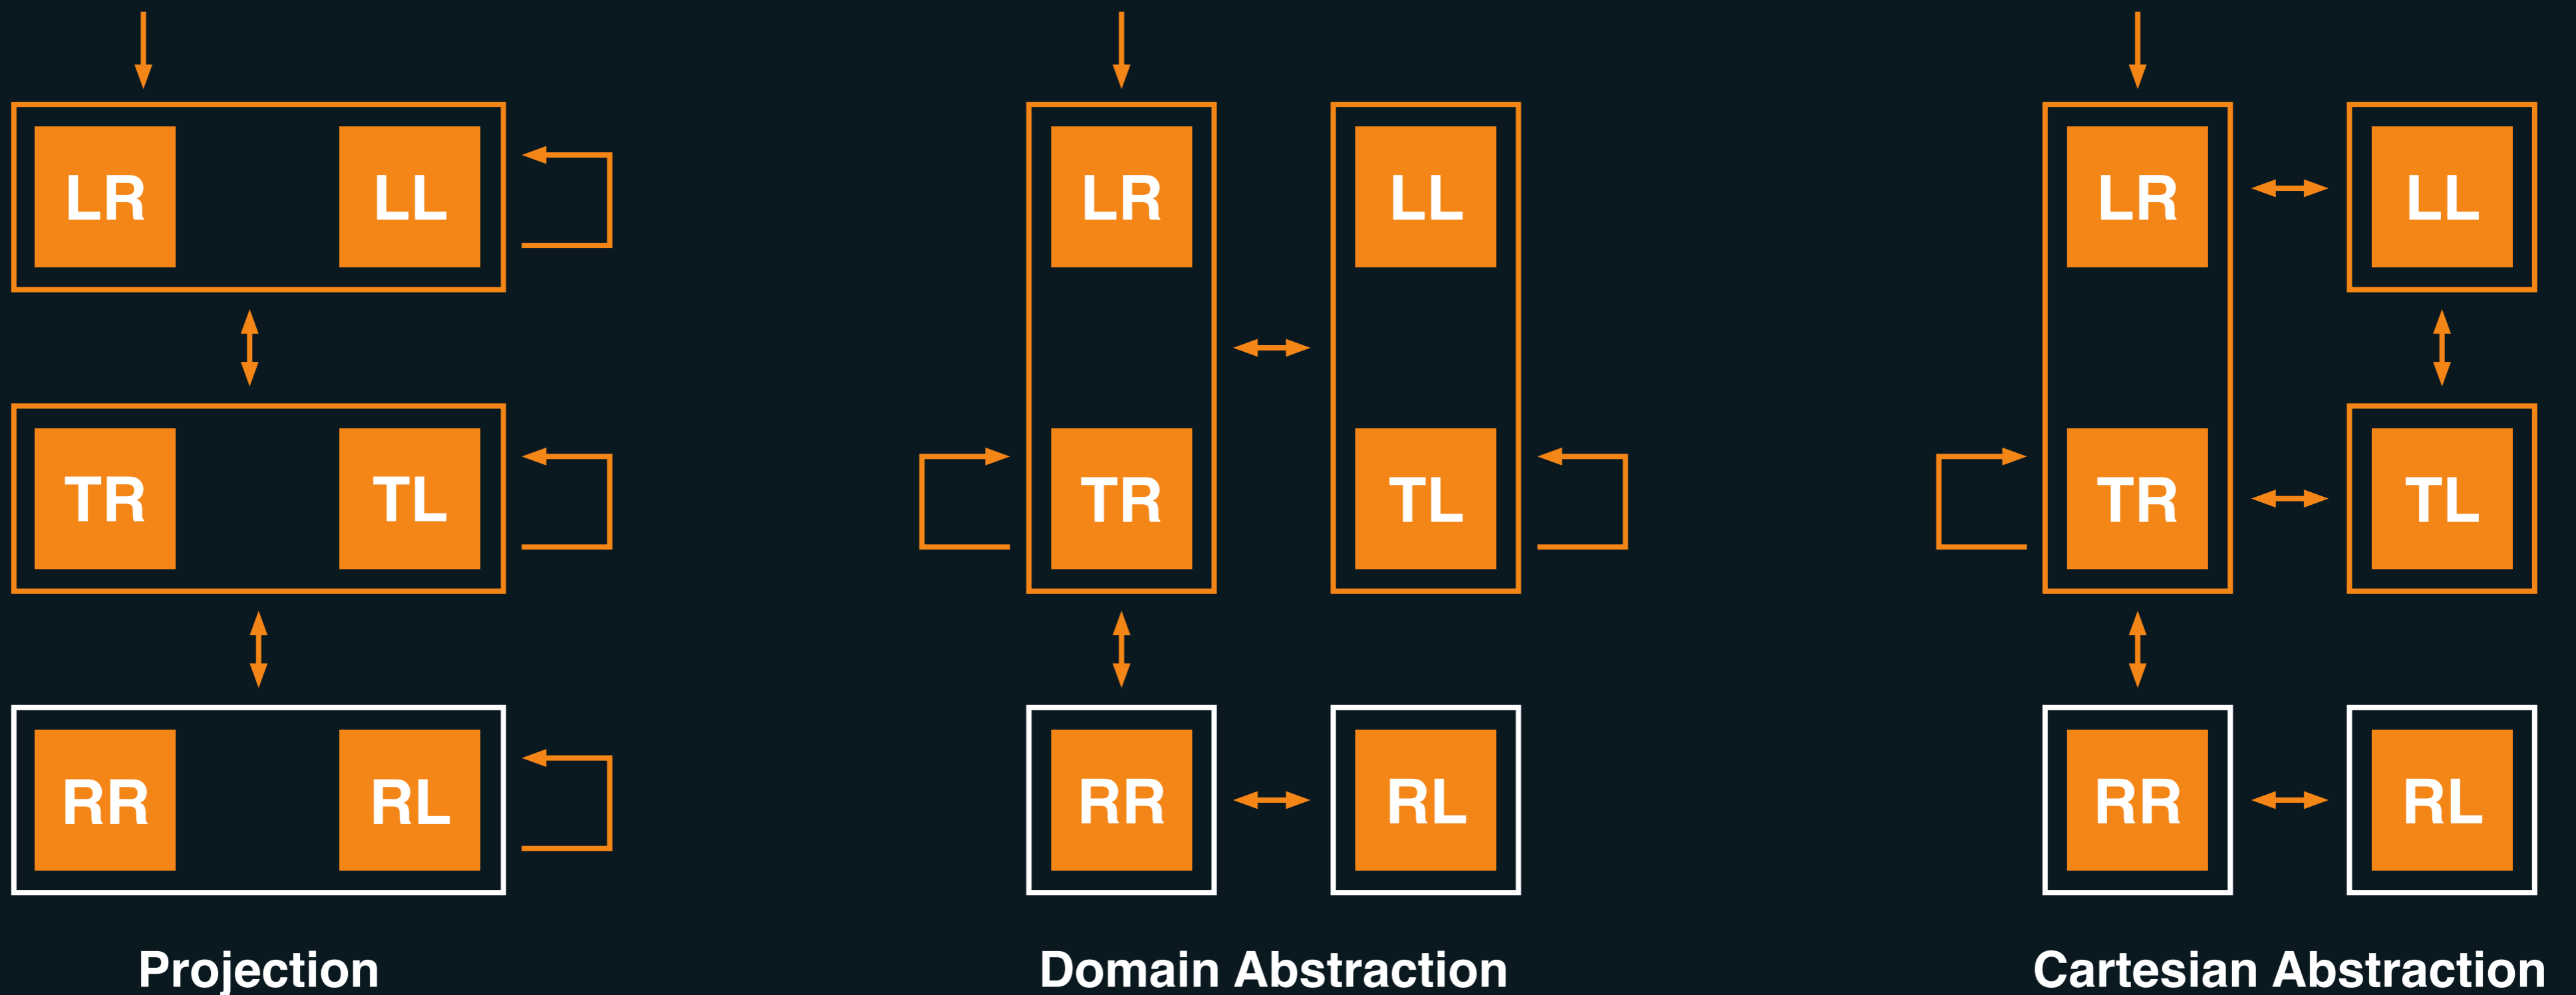 LR LL LR LL LR LL
TR TL TR TL TR TL
RR RL RR RL RR RL
Projection Domain Abstraction Cartesian Abstraction